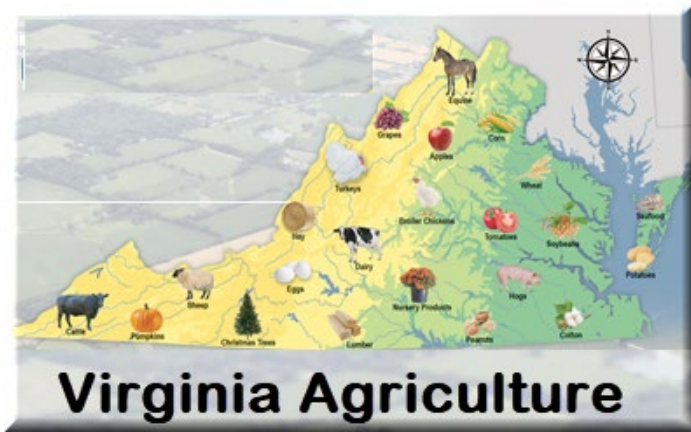 Equine
Grapes
Corn
Apples
Turkeys
Wheat
Broiler Chickens
Seafood
Hay
Tomatoes
Soybeans
Dairy
Potatoes
Eggs
Sheep
Nursery Products
Hogs
Cattle
Pumpkins
Christmas Trees
Lumber
Peanuts
Cotton
Virginia Agriculture